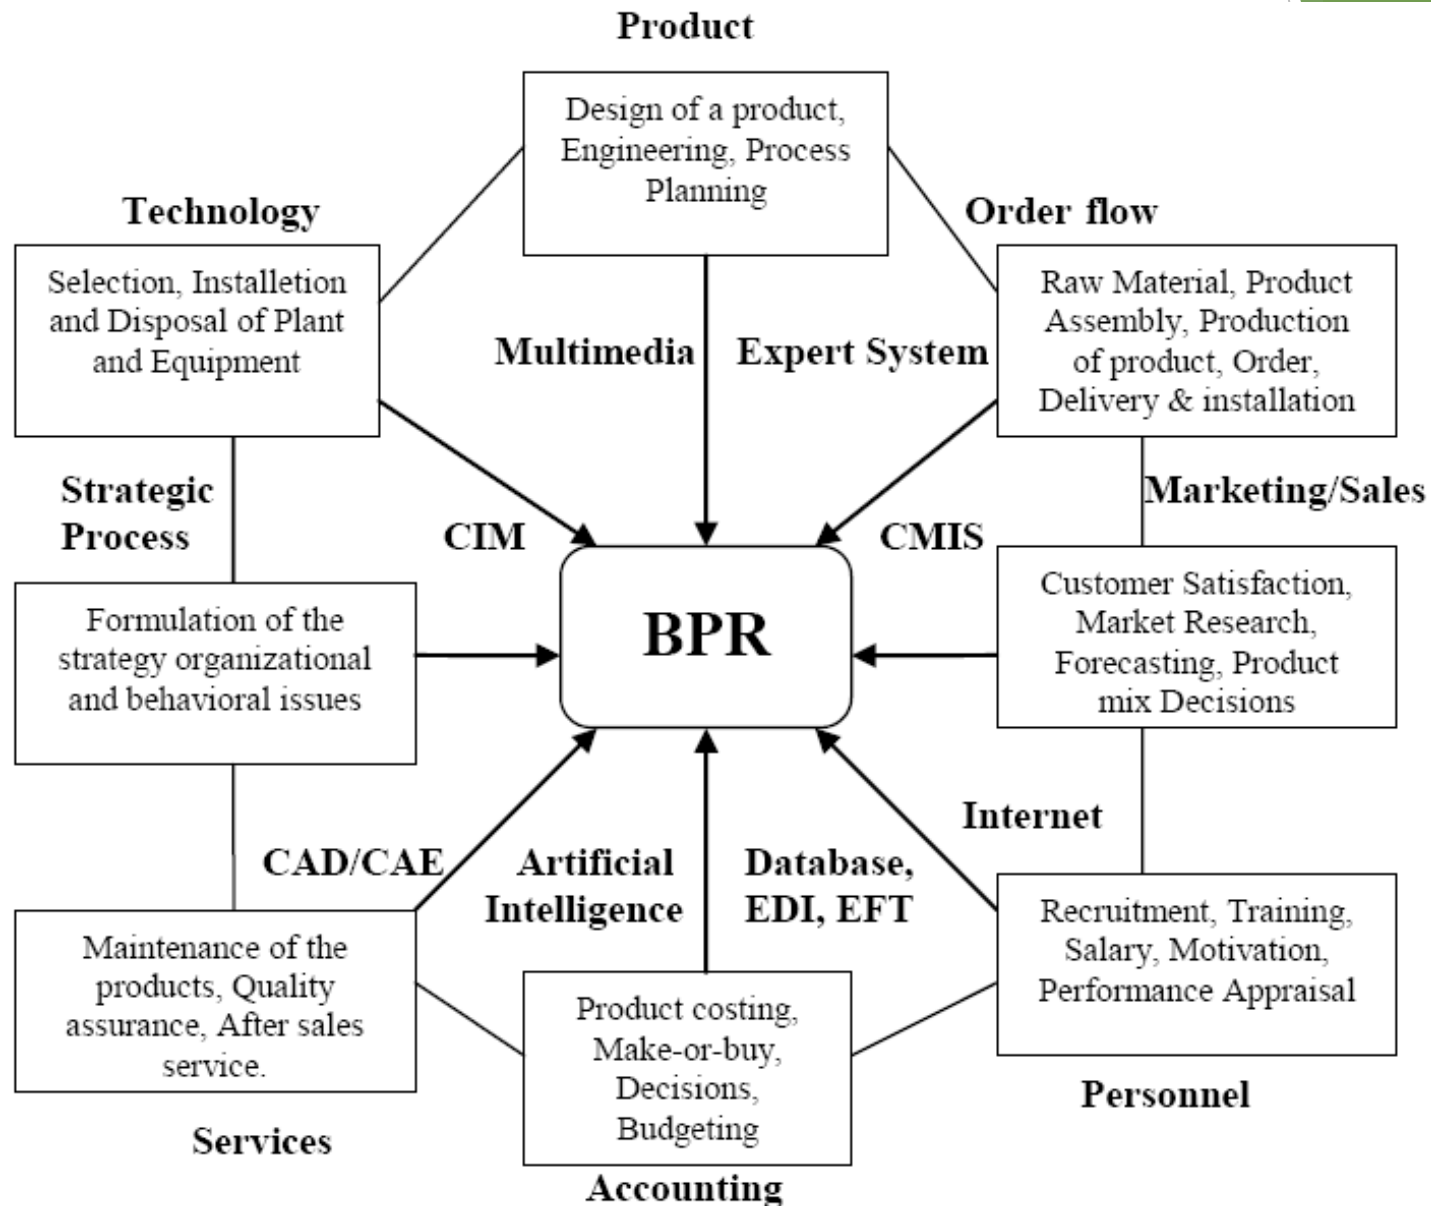 Product
Design of a product,
Engineering, Process
Planning
Technology
Selection, Installetion
and Disposal of Plant
and Equipment
Order flow
Raw Material, Product
Assembly, Production
of product, Order,
Delivery & installation
Multimedia
Expert System
Strategic
Process
CIM
CMIS
Marketing/Sales
Formulation of the
strategy organizational
and behavioral issues
BPR
Customer Satisfaction,
Market Research,
Forecasting, Product
mix Decisions
CAD/CAE
Artificial
Intelligence
Database,
EDI, EFT
Internet
Maintenance of the
products, Quality
assurance, After sales
service.
Services
Product costing,
Make-or-buy,
Decisions,
Budgeting
Accounting
Recruitment, Training,
Salary, Motivation,
Performance Appraisal
Personnel